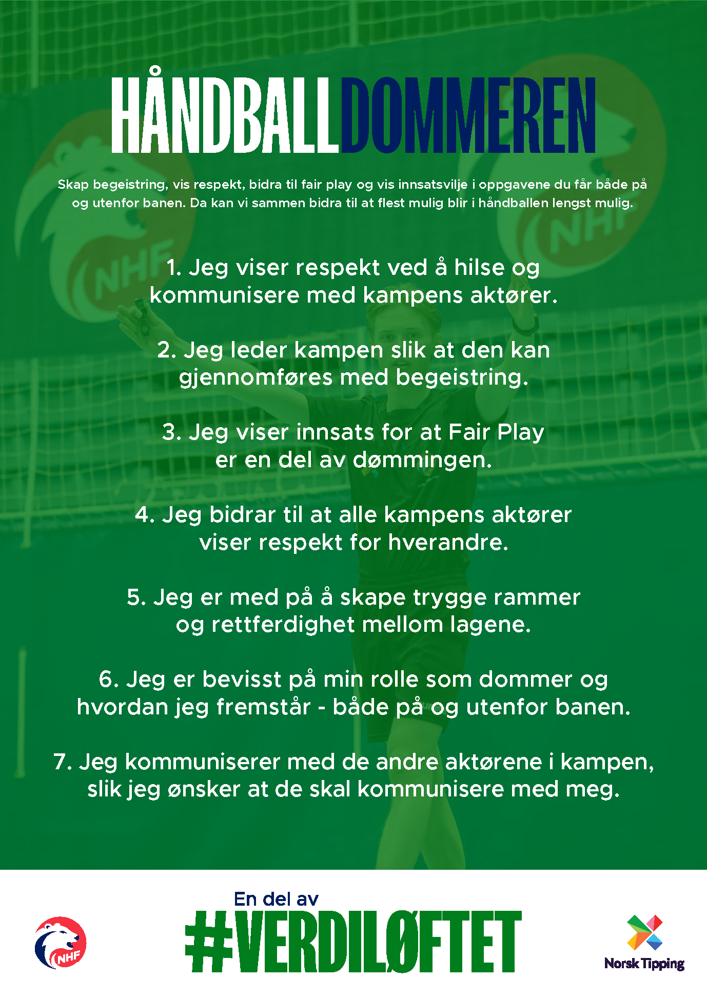 HÅNDBALLDOMMEREN
Skap begeistring, vis respekt, bidra til fair play og vis innsatsvilje i oppgavene du får både på
og utenfor banen. Da kan vi sammen bidra til at flest mulig blir i håndballen lengst mulig.
NHF
NHF
1. Jeg viser respekt ved å hilse og
kommunisere med kampens aktører.
2. Jeg leder kampen slik at den kan
gjennomføres med begeistring.
3. Jeg viser innsats for at Fair Play
er en del av dømmingen.
4. Jeg bidrar til at alle kampens aktører
viser respekt for hverandre.
5. Jeg er med på å skape trygge rammer
og rettferdighet mellom lagene.
6. Jeg er bevisst på min rolle som dommer og
hvordan jeg fremstår - både på og utenfor banen.
7. Jeg kommuniserer med de andre aktørene i kampen,
slik jeg ønsker at de skal kommunisere med meg.
En del av
#VERDILØFTET
NHF
Norsk Tipping